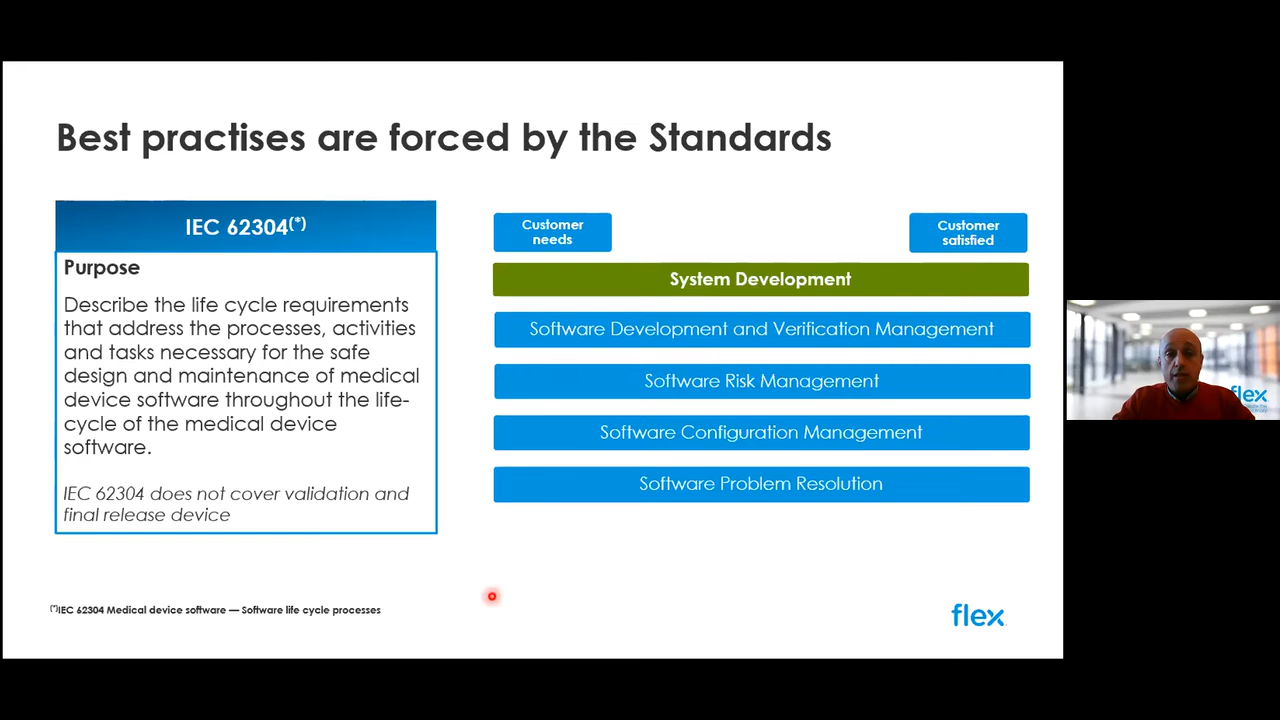 Best practises are forced by the Standards
IEC 62304(*)
Purpose
Describe the life cycle requirements
that address the processes, activities
and tasks necessary for the safe
design and maintenance of medical
device software throughout the life-
cycle of the medical device
software.
IEC 62304 does not cover validation and
final release device
Customer
needs
Customer
satisfied
System Development
Software Development and Verification Management
Software Risk Management
Software Configuration Management
Software Problem Resolution
(*)IEC 62304 Medical device software — Software life cycle processes
flex
flex